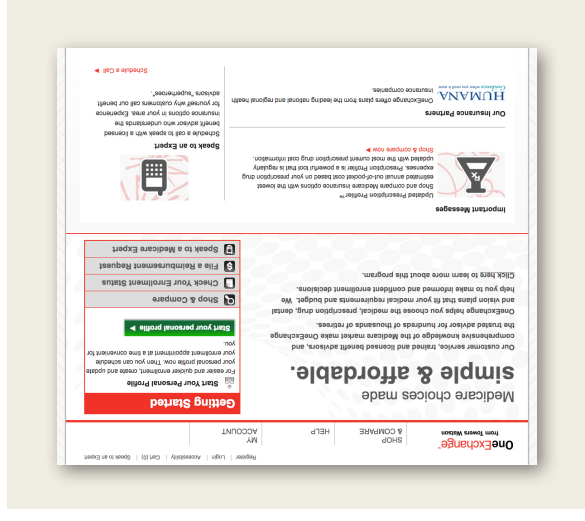 Register | Login | Accessibility | Cart (0) | Speak to an Expert
OneExchange™
from Towers Watson
SHOP
& COMPARE
HELP
MY
ACCOUNT
Medicare choices made
simple & affordable.
Our customer service, trained and licensed benefit advisors, and
comprehensive knowledge of the Medicare market make OneExchange
the trusted advisor for hundreds of thousands of retirees.
OneExchange helps you choose the medical, prescription drug, dental
and vision plans that fit your medical requirements and budget. We
help you to make informed and confident enrollment decisions.
Click here to learn more about this program.
Getting Started
Start Your Personal Profile
For easier and quicker enrollment, create and update
your personal profile now. Then you can schedule
your enrollment appointment at a time convenient for
you.
Start your personal profile ►
Shop & Compare
Check Your Enrollment Status
File a Reimbursement Request
Speak to a Medicare Expert
Important Messages
Rx
Updated Prescription Profiler™
Shop and compare Medicare insurance options with the lowest
estimated annual out-of-pocket cost based on your prescription drug
expenses. Prescription Profiler is a powerful tool that is regularly
updated with the most current prescription drug cost information.
Shop & compare now ►
Our Insurance Partners
HUMANA
Guidance when you need it most
OneExchange offers plans from the leading national and regional health
insurance companies.
Speak to an Expert
Schedule a call to speak with a licensed
benefit advisor who understands the
insurance options in your area. Experience
for yourself why customers call our benefit
advisors "superheroes".
Schedule a Call ►